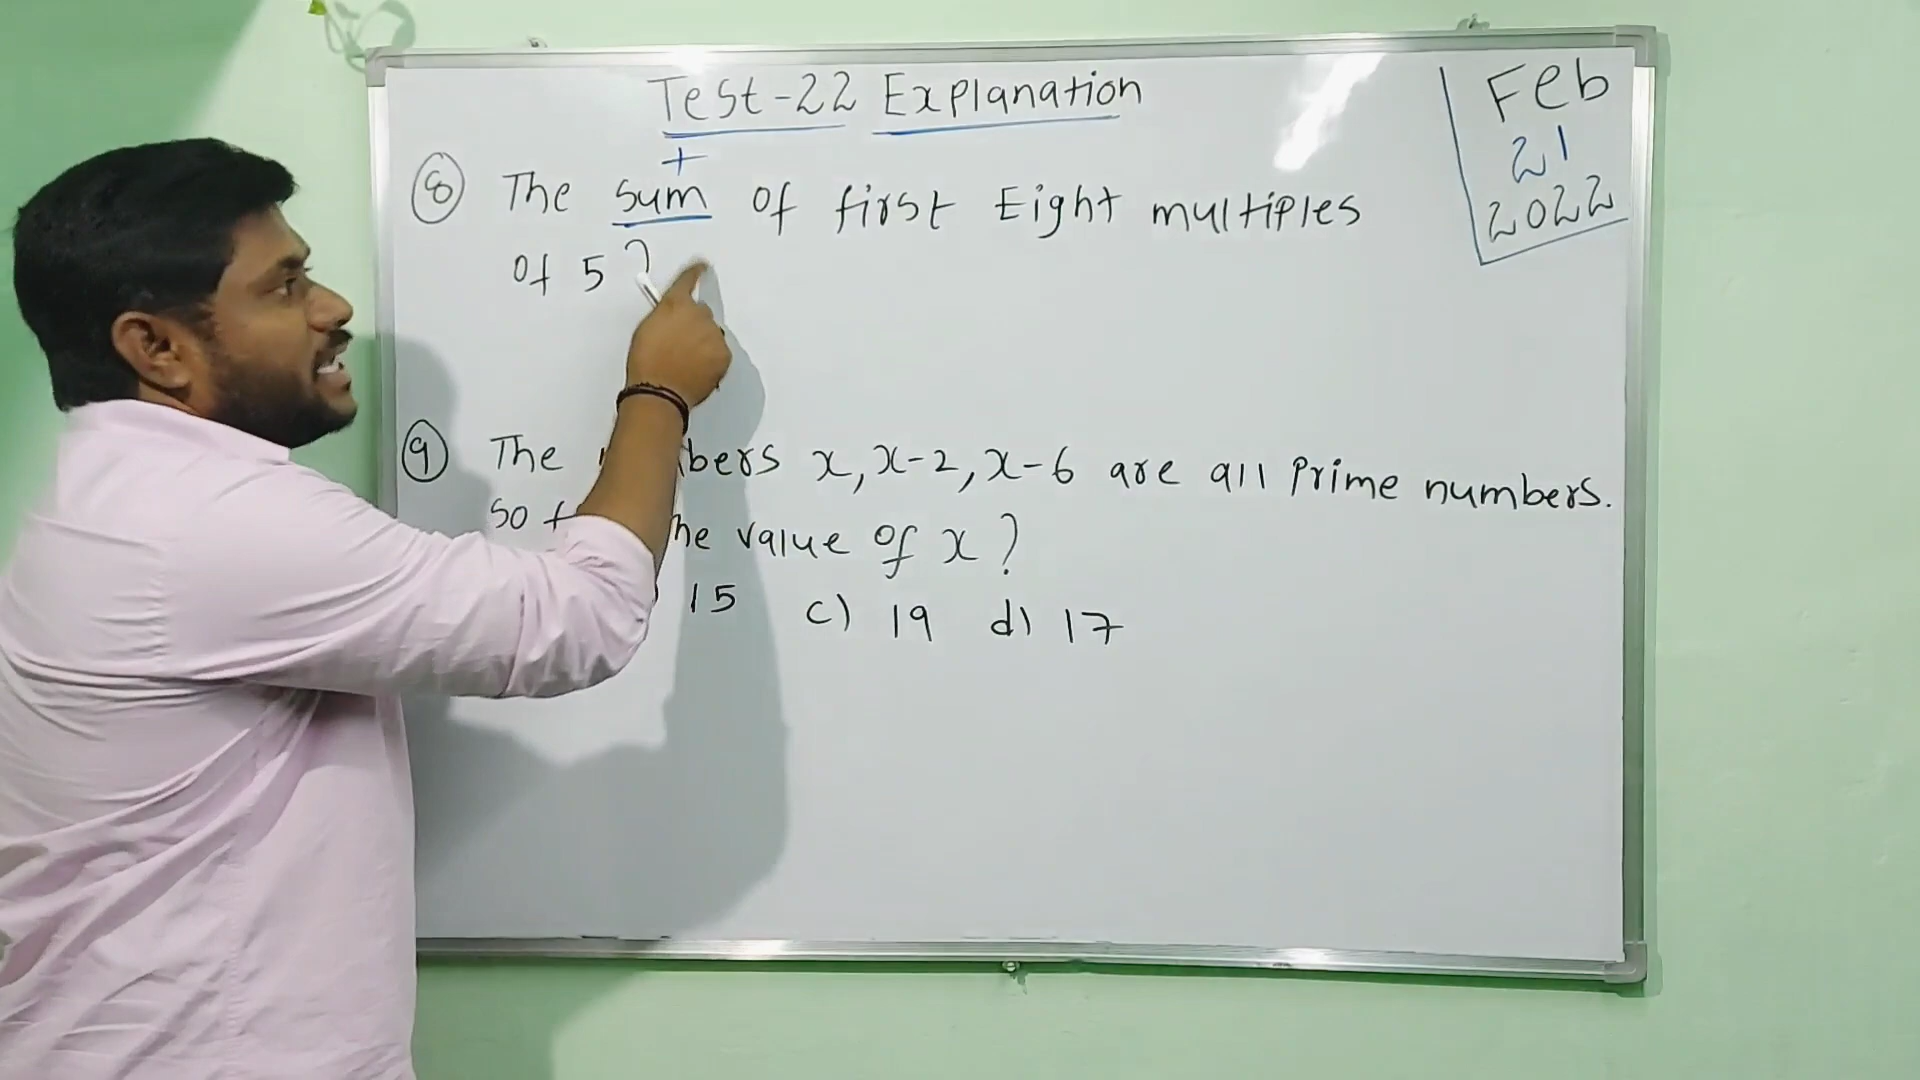 Test-22 Explanation
Feb
21
2022
+
8 The sum of first Eight multiples
of 5 ?
9 The bers x, x-2, x-6 are all Prime numbers.
So he value of x ?
15 c) 19 d) 17